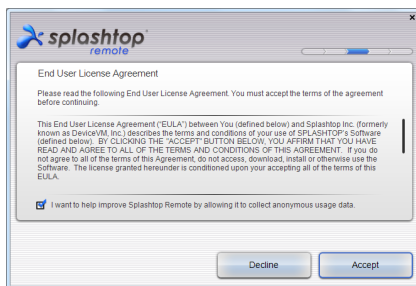 splashtop
remote
End User License Agreement
Please read the following End User License Agreement. You must accept the terms of the agreement
before continuing.
This End User License Agreement ("EULA") between You (defined below) and Splashtop Inc. (formerly
known as DeviceVM, Inc.) describes the terms and conditions of your use of SPLASHTOP's Software
(defined below). BY CLICKING THE "ACCEPT" BUTTON BELOW, YOU AFFIRM THAT YOU HAVE
READ AND AGREE TO ALL OF THE TERMS AND CONDITIONS OF THIS AGREEMENT. If you do
not agree to all of the terms of this Agreement, do not access, download, install or otherwise use the
Software. The license granted hereunder is conditioned upon your accepting all of the terms of this
EULA.
I want to help improve Splashtop Remote by allowing it to collect anonymous usage data.
Decline
Accept